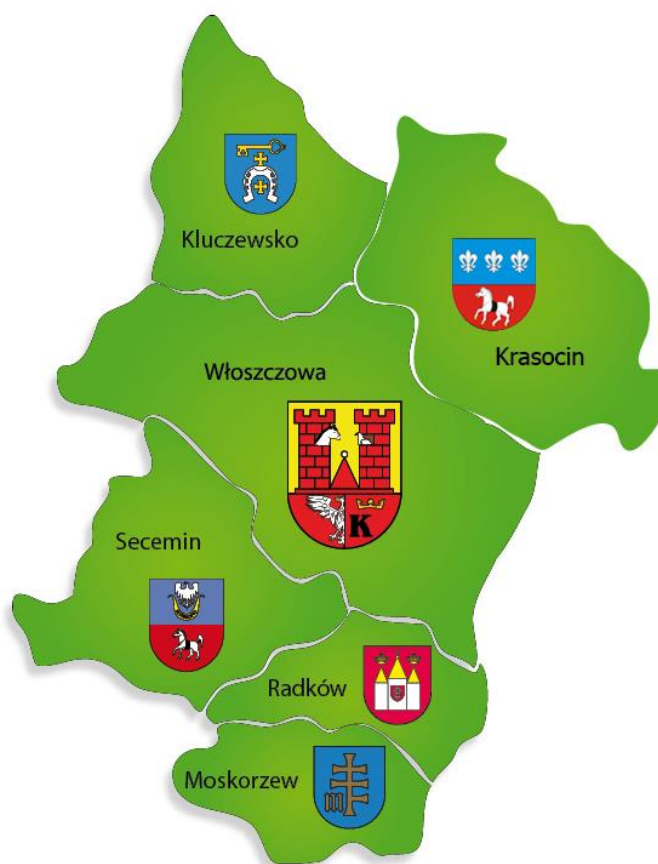 Kluczewsko
Krasocin
Włoszczowa
K
Secemin
Radków
Moskorzew
m